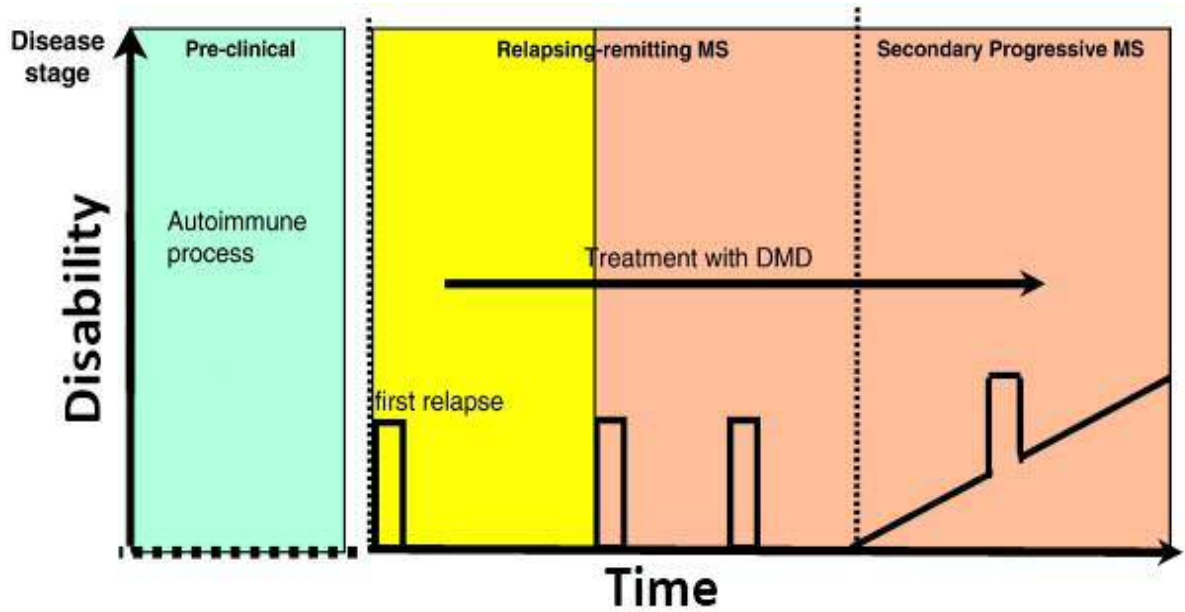 Disease
stage
Pre-clinical
Relapsing-remitting MS
Secondary Progressive MS
Disability
Autoimmune
process
Treatment with DMD
first relapse
Time